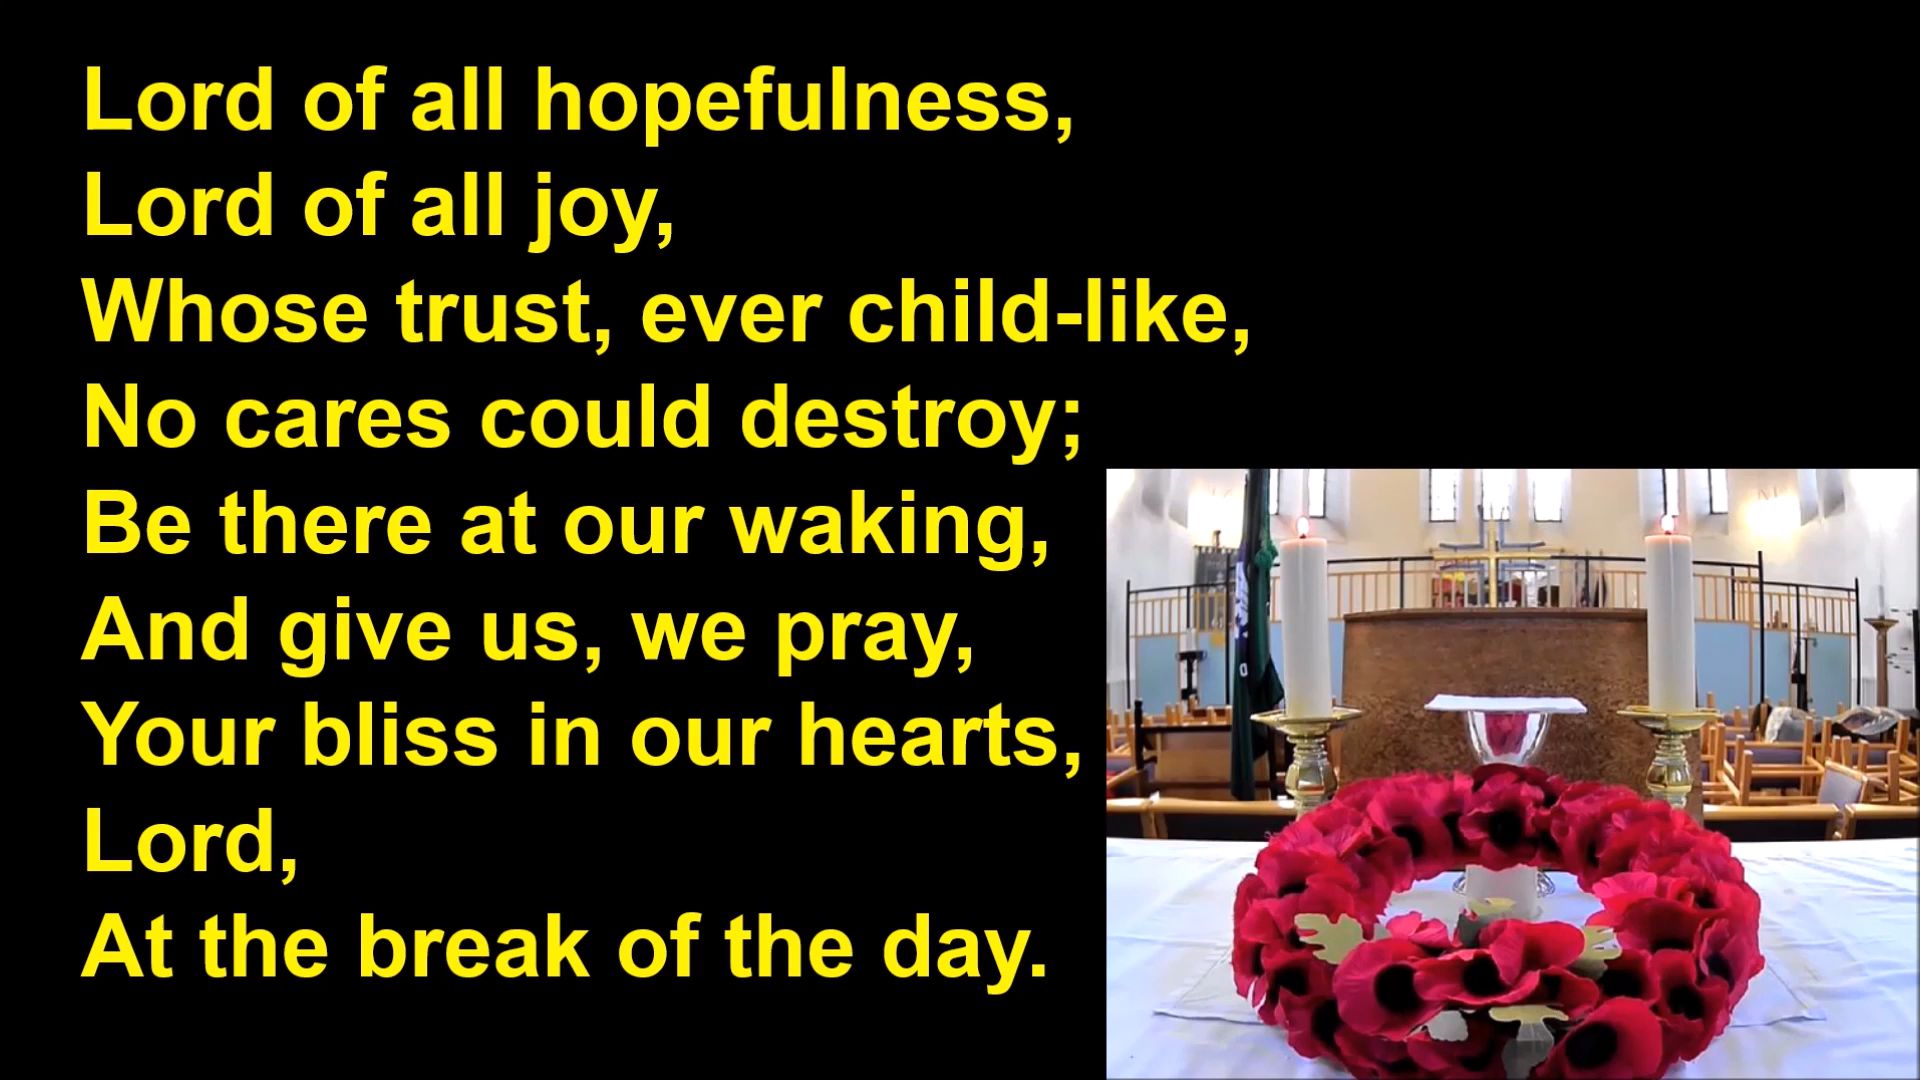 Lord of all hopefulness,
Lord of all joy,
Whose trust, ever child-like,
No cares could destroy;
Be there at our waking,
And give us, we pray,
Your bliss in our hearts,
Lord,
At the break of the day.